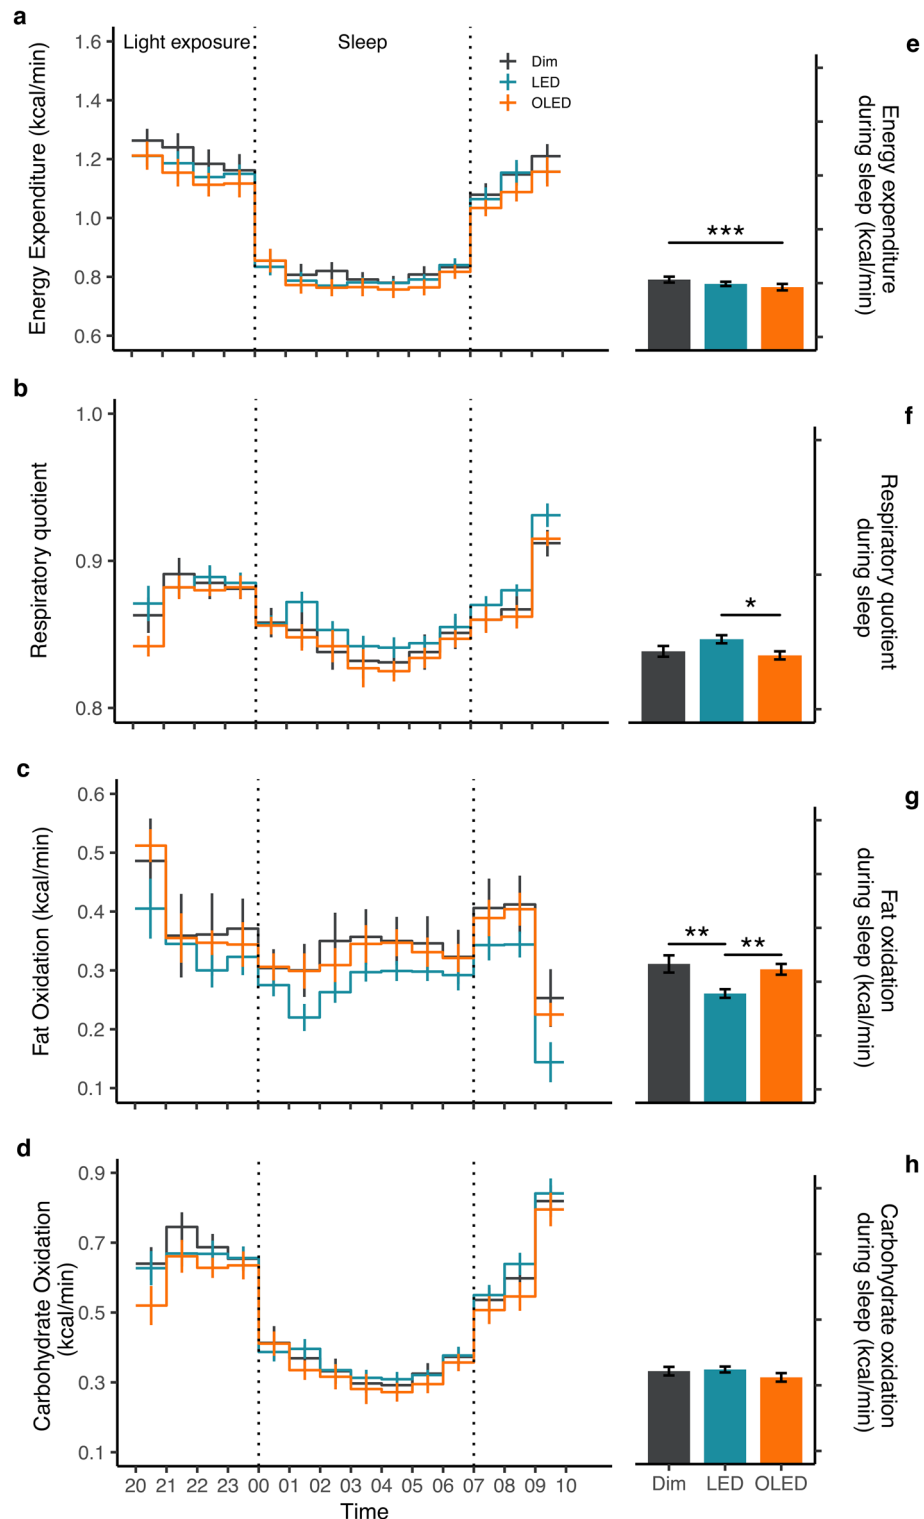 a
Light exposure
Sleep
Dim
LED
OLED
Energy Expenditure (kcal/min)
1.6
1.4
1.2
1.0
0.8
0.6
e
***
Energy expenditure
during sleep (kcal/min)
b
Respiratory quotient
1.0
0.9
0.8
f
*
Respiratory quotient
during sleep
c
Fat Oxidation (kcal/min)
0.6
0.5
0.4
0.3
0.2
0.1
g
**
**
Fat oxidation
during sleep (kcal/min)
d
Carbohydrate Oxidation
(kcal/min)
0.9
0.7
0.5
0.3
0.1
20 21 22 23 00 01 02 03 04 05 06 07 08 09 10
Time
h
Carbohydrate oxidation
during sleep (kcal/min)
Dim LED OLED